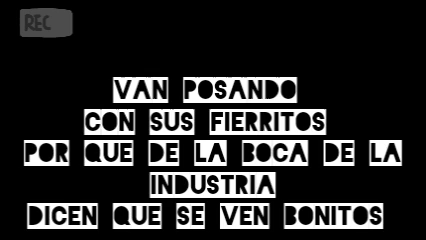 REC
VAN POSANDO
CON SUS FIERRITOS
POR QUE DE LA BOCA DE LA
INDUSTRIA
DICEN QUE SE VEN BONITOS